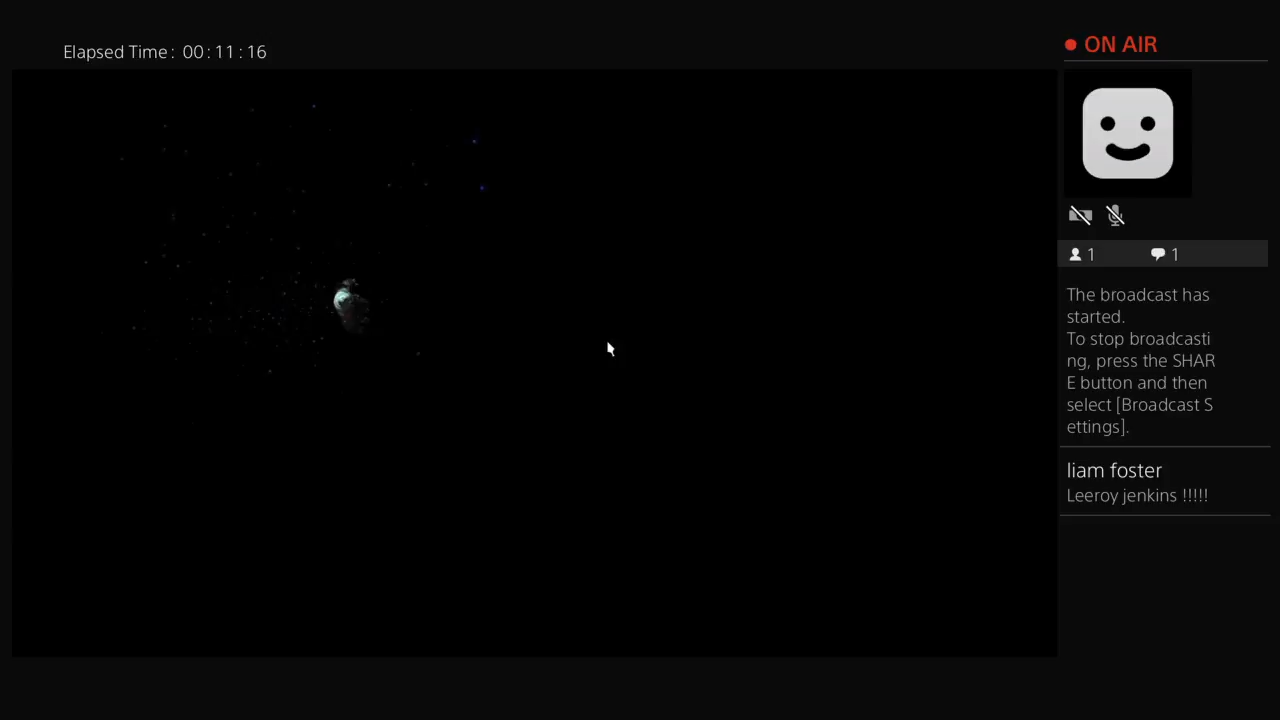 Elapsed Time: 00:11:16
ON AIR
1
1
The broadcast has
started.
To stop broadcasti
ng, press the SHAR
E button and then
select [Broadcast S
ettings].
liam foster
Leeroy jenkins !!!!!